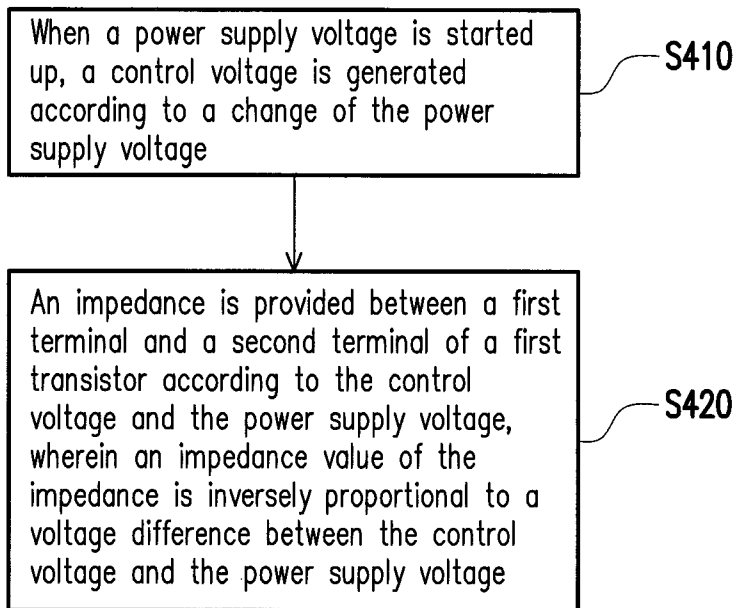 When a power supply voltage is started
up, a control voltage is generated
according to a change of the power
supply voltage
S410
An impedance is provided between a first
terminal and a second terminal of a first
transistor according to the control
voltage and the power supply voltage,
wherein an impedance value of the
impedance is inversely proportional to a
voltage difference between the control
voltage and the power supply voltage
S420